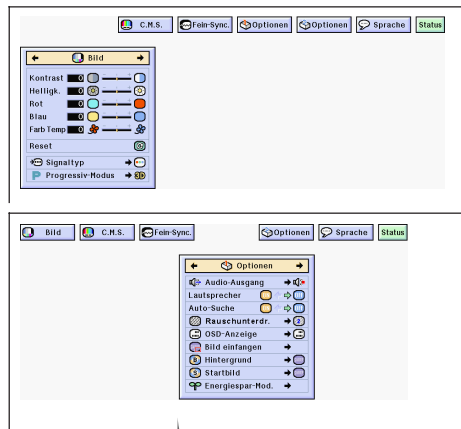 C.M.S. Fein-Sync. Optionen Optionen Sprache Status
Bild
Kontrast 0
Helligk. 0
Rot 0
Blau 0
Farb Temp 0
Reset
Signaltyp
P Progressiv-Modus
Bild C.M.S. Fein-Sync. Optionen Sprache Status
Optionen
Audio-Ausgang
Lautsprecher
Auto-Suche
Rauschunterdr. 2
OSD-Anzeige
Bild einfangen
B Hintergrund
S Startbild
Energiespar-Mod.